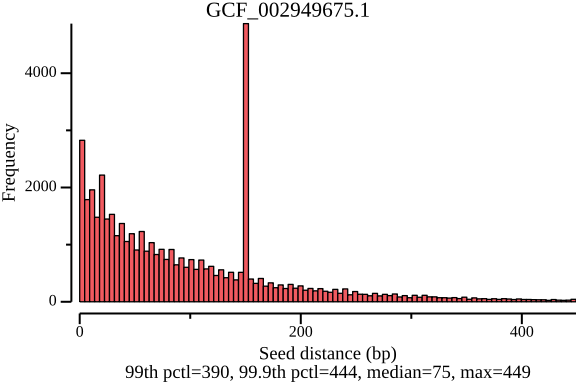 GCF_002949675.1
4000
2000
0
Frequency
0
200
400
Seed distance (bp)
99th pctl=390, 99.9th pctl=444, median=75, max=449